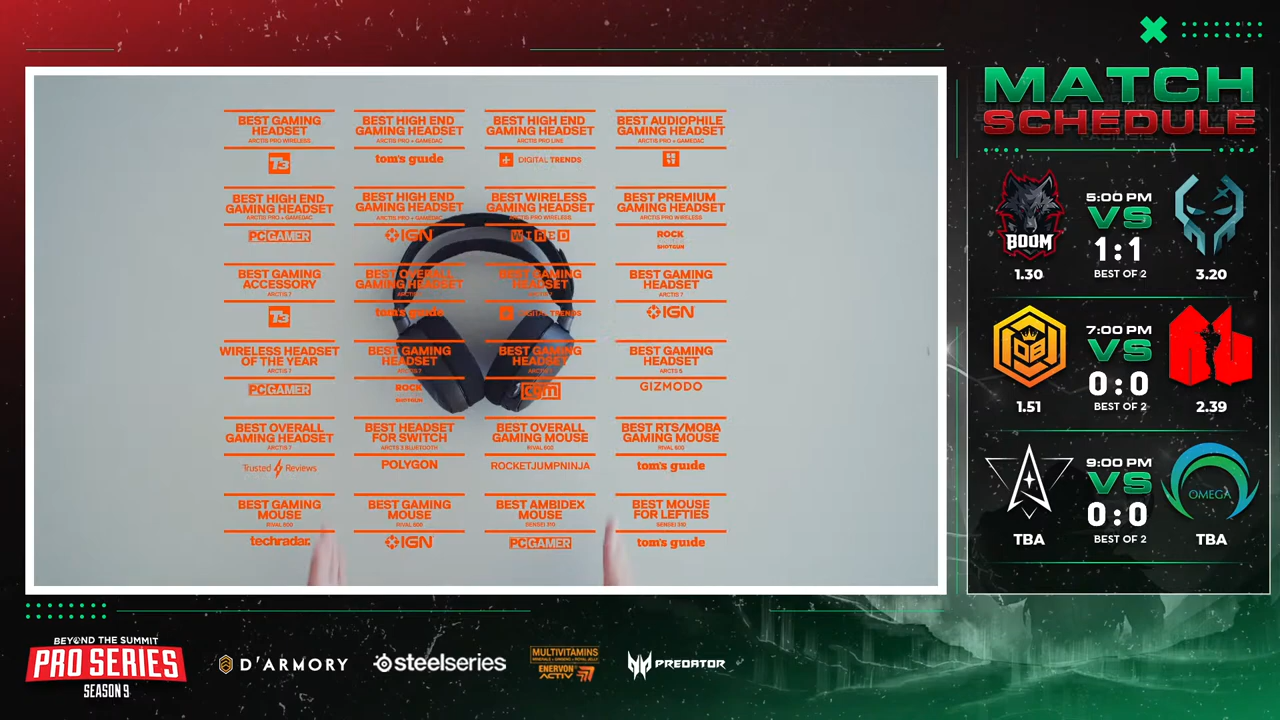 BEST GAMING
HEADSET
ARCTIS PRO WIRELESS
T3
BEST HIGH END
GAMING HEADSET
ARCTIS PRO + GAMEDAC
tom's guide
BEST HIGH END
GAMING HEADSET
ARCTIS PRO LINE
DIGITAL TRENDS
BEST AUDIOPHILE
GAMING HEADSET
ARCTIS PRO + GAMEDAC
BEST HIGH END
GAMING HEADSET
ARCTIS PRO + GAMEDAC
PC GAMER
BEST HIGH END
GAMING HEADSET
ARCTIS PRO + GAMEDAC
IGN
BEST WIRELESS
GAMING HEADSET
ARCTIS PRO WIRELESS
WIRED
BEST PREMIUM
GAMING HEADSET
ARCTIS PRO WIRELESS
ROCK
SHOTGUN
BEST GAMING
ACCESSORY
ARCTIS 7
T3
BEST OVERALL
GAMING HEADSET
ARCTIS
tom's guide
BEST GAMING
HEADSET
DIGITAL TRENDS
BEST GAMING
HEADSET
ARCTIS 7
IGN
WIRELESS HEADSET
OF THE YEAR
ARCTIS 7
PC GAMER
BEST GAMING
HEADSET
ARCTIS 7
ROCK
SHOTGUN
BEST GAMING
HEADSET
com
BEST GAMING
HEADSET
ARCTIS 5
GIZMODO
BEST OVERALL
GAMING HEADSET
ARCTIS 7
Trusted Reviews
BEST HEADSET
FOR SWITCH
ARCTIS 3 BLUETOOTH
POLYGON
BEST OVERALL
GAMING MOUSE
RIVAL 600
ROCKETJUMPNINJA
BEST RTS/MOBA
GAMING MOUSE
RIVAL 600
tom's guide
BEST GAMING
MOUSE
RIVAL 600
techradar.
BEST GAMING
MOUSE
RIVAL 600
IGN
BEST AMBIDEX
MOUSE
SENSEI 310
PC GAMER
BEST MOUSE
FOR LEFTIES
SENSEI 310
tom's guide
MATCH
SCHEDULE
BOOM
1.30
5:00 PM
VS
1:1
BEST OF 2
3.20
1.51
7:00 PM
VS
0:0
BEST OF 2
2.39
TBA
9:00 PM
VS
0:0
BEST OF 2
OMEGA
TBA
BEYOND THE SUMMIT
PRO SERIES
SEASON 9
D'ARMORY
steelseries
MULTIVITAMINS
MINERALS + GINSENG + ROYAL JELLY
ENERVON
ACTIV
PREDATOR